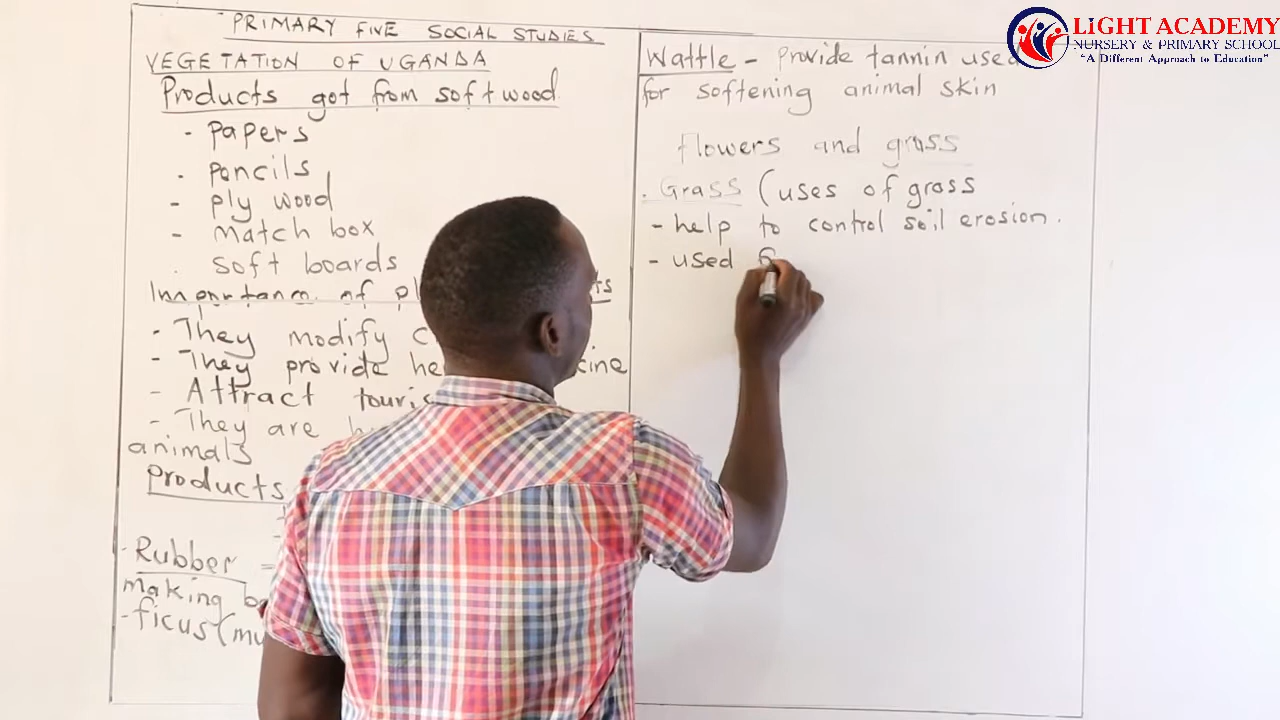 PRIMARY FIVE SOCIAL STUDIES
VEGETATION OF UGANDA
Products got from softwood
- papers
- pencils
- ply wood
- match box
. soft boards
Importance of
- They modify
- They provide
- Attract
- They are
animals
Products
- Rubber =
making
- ficus
Wattle - provide tannin used
for softening animal skin
flowers and grass
. Grass (uses of grass
- help to control soil erosion.
- used
LIGHT ACADEMY
NURSERY & PRIMARY SCHOOL
"A Different Approach to Education"